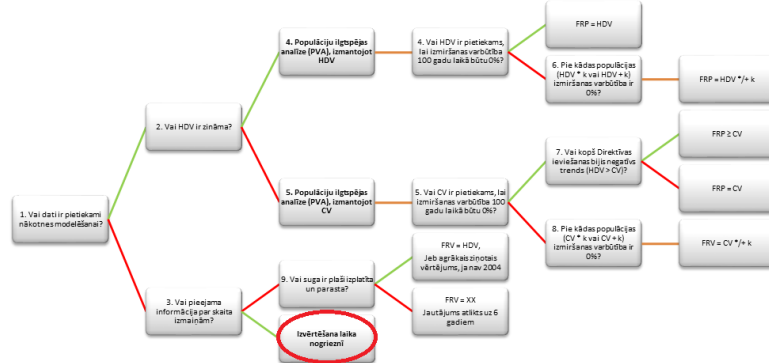 FRP = HDV
4. Populāciju ilgtspējas
analīze (PVA), izmantojot
HDV
4. Vai HDV ir pietiekams,
lai izmiršanas varbūtība
100 gadu laikā būtu 0%?
6. Pie kādas populācijas
(HDV * k vai HDV + k)
izmiršanas varbūtība ir
0%?
FRP = HDV */+ k
2. Vai HDV ir zināma?
FRP ≥ CV
7. Vai kopš Direktīvas
ieviešanas bijis negatīvs
trends (HDV > CV)?
5. Populāciju ilgtspējas
analīze (PVA), izmantojot
CV
5. Vai CV ir pietiekams, lai
izmiršanas varbūtība 100
gadu laikā būtu 0%?
FRP = CV
1. Vai dati ir pietiekami
nākotnes modelēšanai?
8. Pie kādas populācijas
(CV * k vai CV + k)
izmiršanas varbūtība ir
0%?
FRV = CV */+ k
FRV = HDV,
Jeb agrākais ziņotais
vērtējums, ja nav 2004
9. Vai suga ir plaši izplatīta
un parasta?
3. Vai pieejama
informācija par skaita
izmaiņām?
FRV = XX
Jautājums atlikts uz 6
gadiem
Izvērtēšana laika
nogrieznī